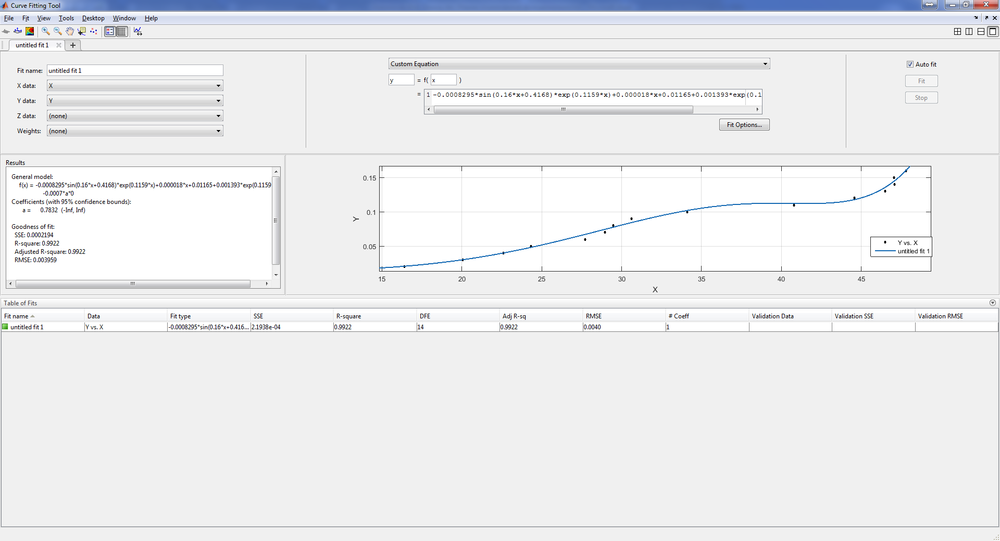 Curve Fitting Tool
File Fit View Tools Desktop Window Help
untitled fit 1
Fit name: untitled fit 1
X data: X
Y data: Y
Z data: (none)
Weights: (none)
Custom Equation
y = f( x )
= 1 -0.0008295*sin(0.16*x+0.4168)*exp(0.1159*x)+0.000018*x+0.01165+0.001393*exp(0.1
Fit Options...
Auto fit
Fit
Stop
Results
General model:
f(x) = -0.0008295*sin(0.16*x+0.4168)*exp(0.1159*x)+0.000018*x+0.01165+0.001393*exp(0.1159
-0.0007*a*0
Coefficients (with 95% confidence bounds):
a = 0.7832 (-Inf, Inf)
Goodness of fit:
SSE: 0.0002194
R-square: 0.9922
Adjusted R-square: 0.9922
RMSE: 0.003959
0.15
0.1
0.05
Y
15 20 25 30 35 40 45
X
Y vs. X
untitled fit 1
Table of Fits
Fit name Data Fit type SSE R-square DFE Adj R-sq RMSE # Coeff Validation Data Validation SSE Validation RMSE
untitled fit 1 Y vs. X -0.0008295*sin(0.16*x+0.416... 2.1938e-04 0.9922 14 0.9922 0.0040 1